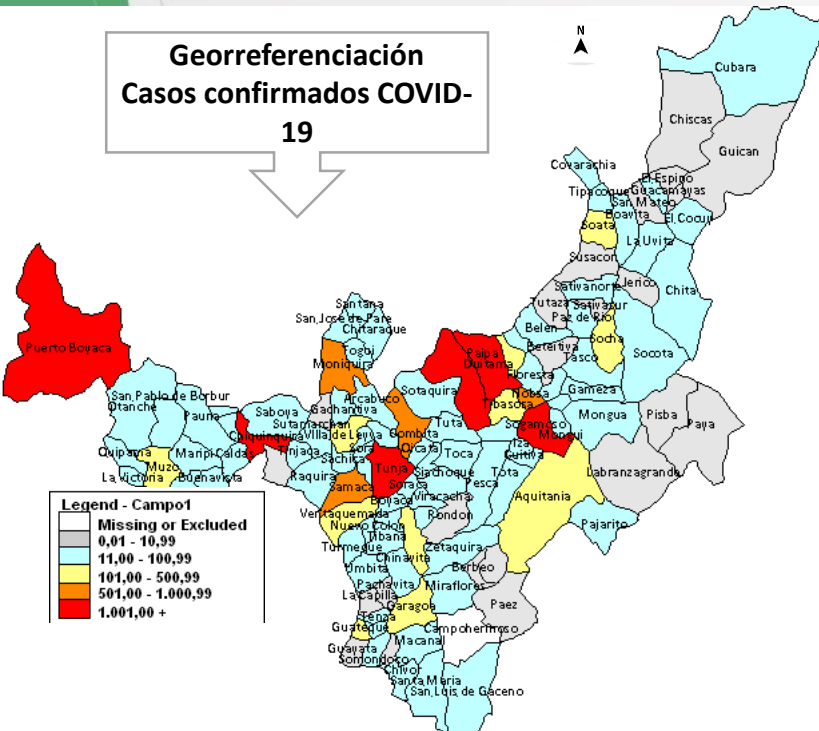 Georreferenciación
Casos confirmados COVID-
19
N
Cubara
Chiscas
Guican
Covarachia
El Espino
Tipacoque
Guacamayas
San Mateo
Boavita
Soata
El Cocuy
La Uvita
Susacon
Jerico
Sativanorte
Chita
Tutaza
Sativasur
Paz de Rio
Belen
Socha
Beteitiva
Tasco
Socota
Santana
San Jose de Pare
Chitaraque
Togui
Moniquira
Puerto Boyaca
Paipa
Duitama
Floresta
Gameza
San Pablo de Borbur
Otanche
Pauna
Saboya
Arcabuco
Gachantiva
Sotaquira
Nobsa
Tibasosa
Mongua
Pisba
Paya
Sutamarchan
Villa de Leyva
Combita
Tuta
Sogamoso
Mongui
Chiquinquira
Tinjaca
Sora
Oicata
Toca
Iza
Cuitiva
Quipama
Maripi
Caldas
Sachica
Tunja
Siachoque
Tota
Labranzagrande
Muzo
La Victoria
Buenavista
Raquira
Samaca
Soraca
Pesca
Aquitania
Viracacha
Boyaca
Rondon
Ventaquemada
Nuevo Colon
Tibana
Pajarito
Turmeque
Chinavita
Zetaquira
Umbita
Berbeo
Pachavita
Miraflores
La Capilla
Garagoa
Paez
Tenza
Guateque
Campohermoso
Macanal
Guayata
Somondoco
Chivor
Santa Maria
San Luis de Gaceno
Legend - Campo1
Missing or Excluded
0,01 - 10,99
11,00 - 100,99
101,00 - 500,99
501,00 - 1.000,99
1.001,00 +